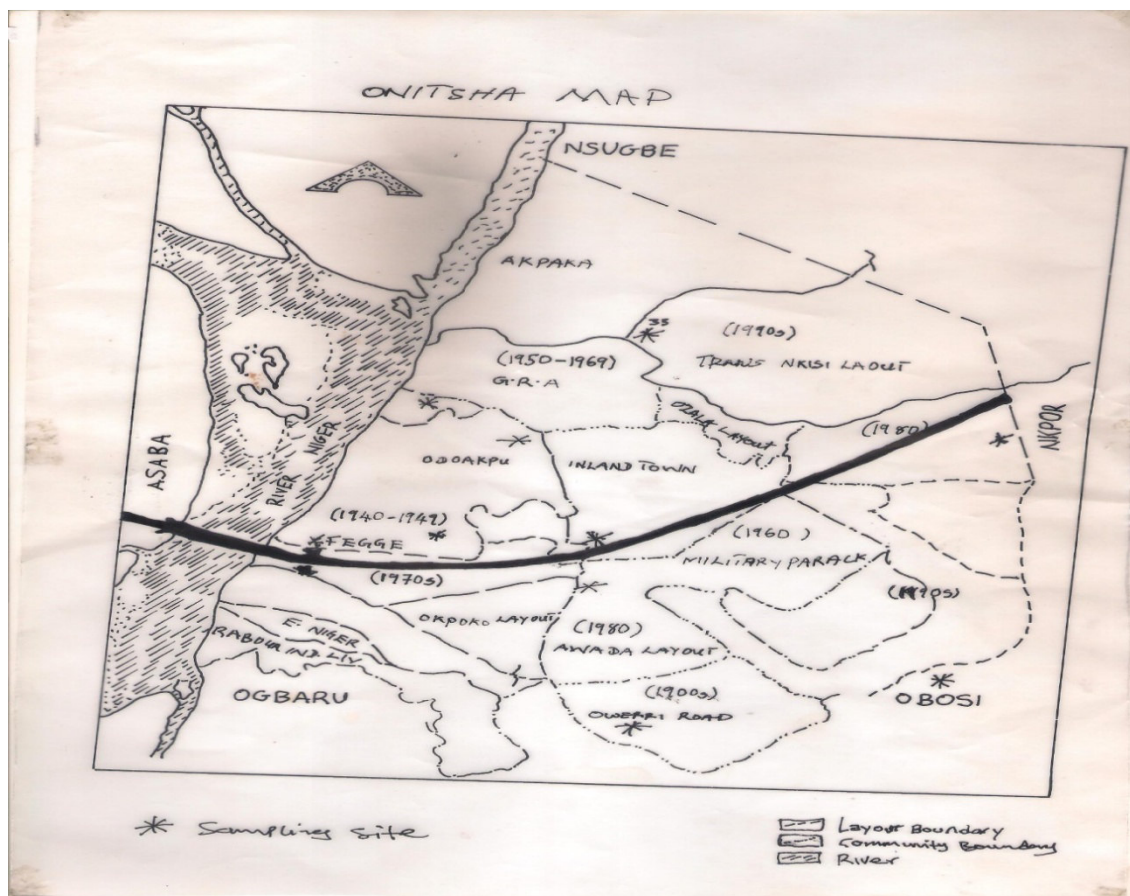 ONITSHA MAP
NSUGBE
AKPAKA
33
(1990s)
TRANS NKISI LAOUT
(1950-1969)
G.R.A
OZALA LAYOUT
(1980)
NKPOR
ODOAKPU
INLAND TOWN
ASABA
RIVER NIGER
(1940-1949)
FEGGE
(1960)
MILITARY PARACK
(1970s)
OKPOKO LAYOUT
(1980)
AWADA LAYOUT
E. NIGER
OGBARU
(1900s)
OWERRI ROAD
OBOSI
Sampling Site
Layout Boundary
Community Boundary
River